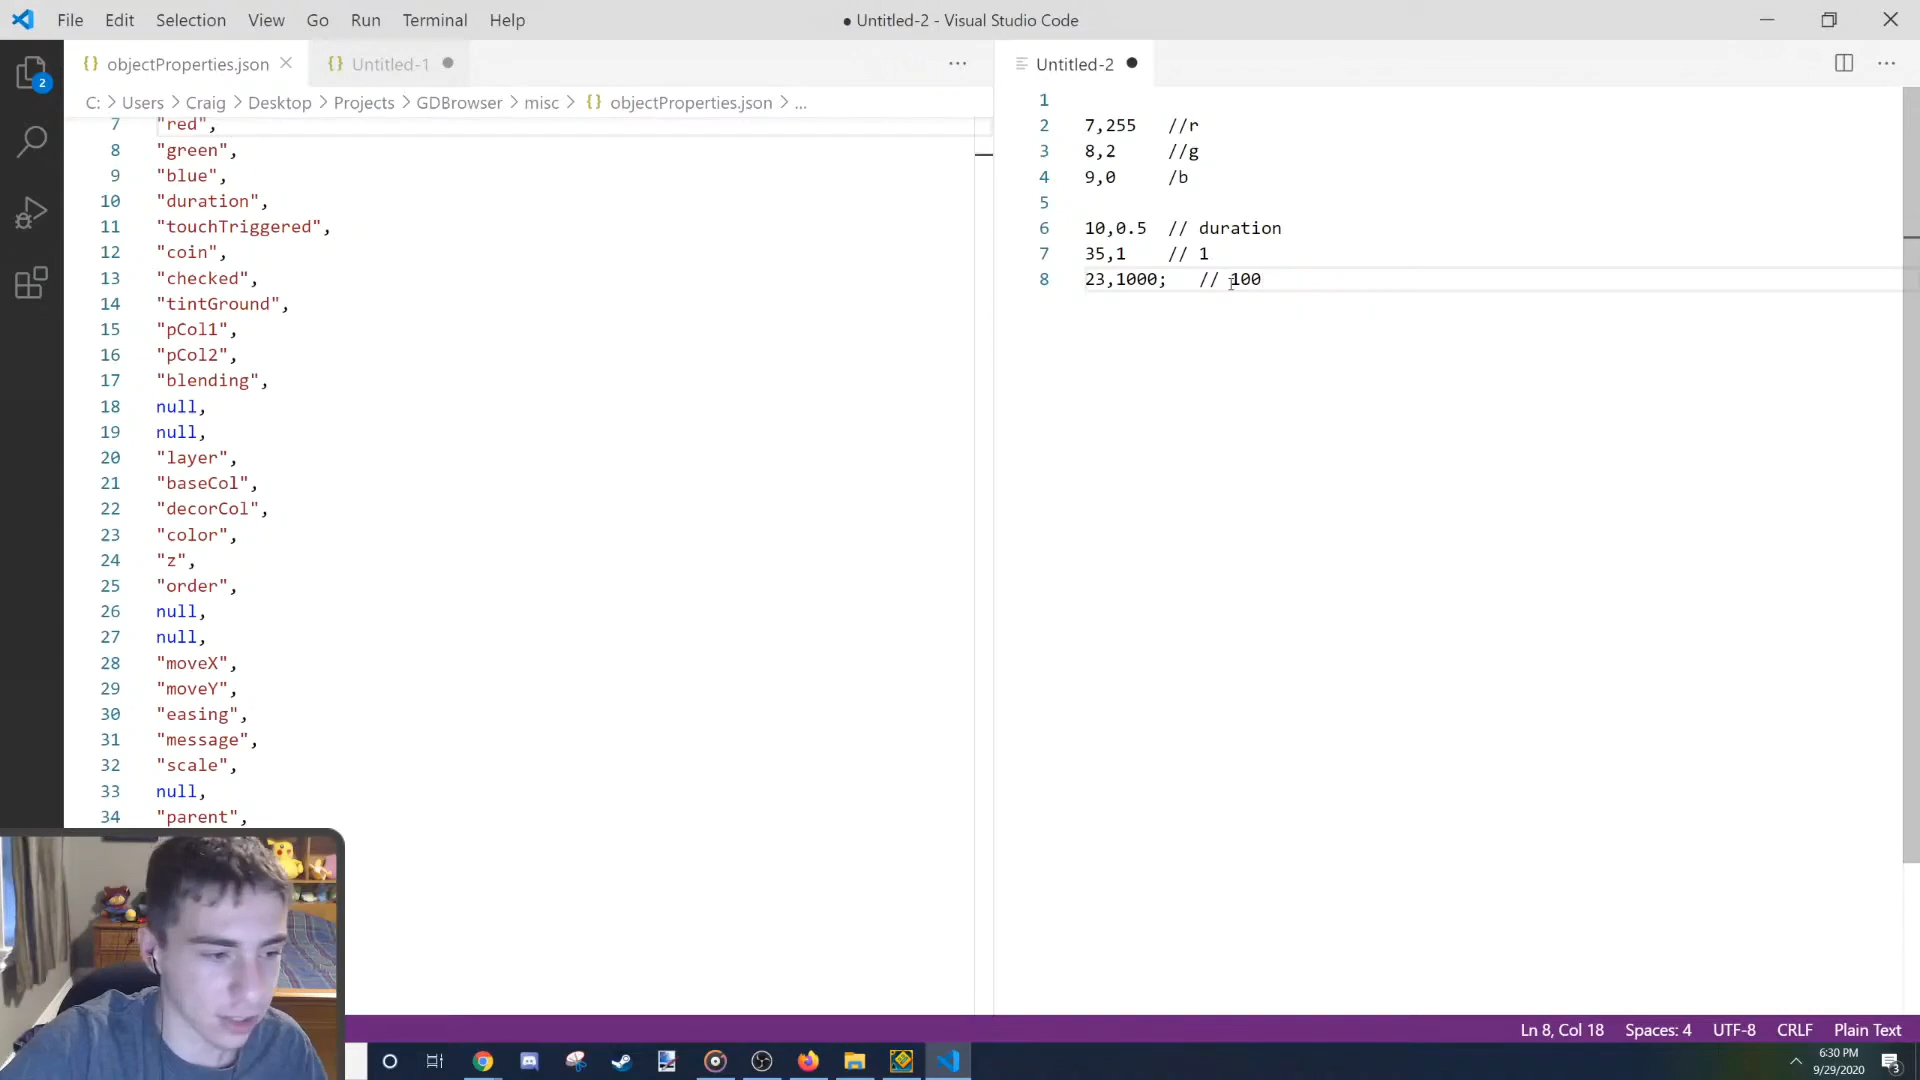 File Edit Selection View Go Run Terminal Help
● Untitled-2 - Visual Studio Code
2
{} objectProperties.json
{} Untitled-1
C: > Users > Craig > Desktop > Projects > GDBrowser > misc > {} objectProperties.json > ...
7 "red",
8 "green",
9 "blue",
10 "duration",
11 "touchTriggered",
12 "coin",
13 "checked",
14 "tintGround",
15 "pCol1",
16 "pCol2",
17 "blending",
18 null,
19 null,
20 "layer",
21 "baseCol",
22 "decorCol",
23 "color",
24 "z",
25 "order",
26 null,
27 null,
28 "moveX",
29 "moveY",
30 "easing",
31 "message",
32 "scale",
33 null,
34 "parent",
Untitled-2
1
2 7,255 //r
3 8,2 //g
4 9,0 /b
5
6 10,0.5 // duration
7 35,1 // 1
8 23,1000; // 100
Ln 8, Col 18 Spaces: 4 UTF-8 CRLF Plain Text
6:30 PM
9/29/2020
3